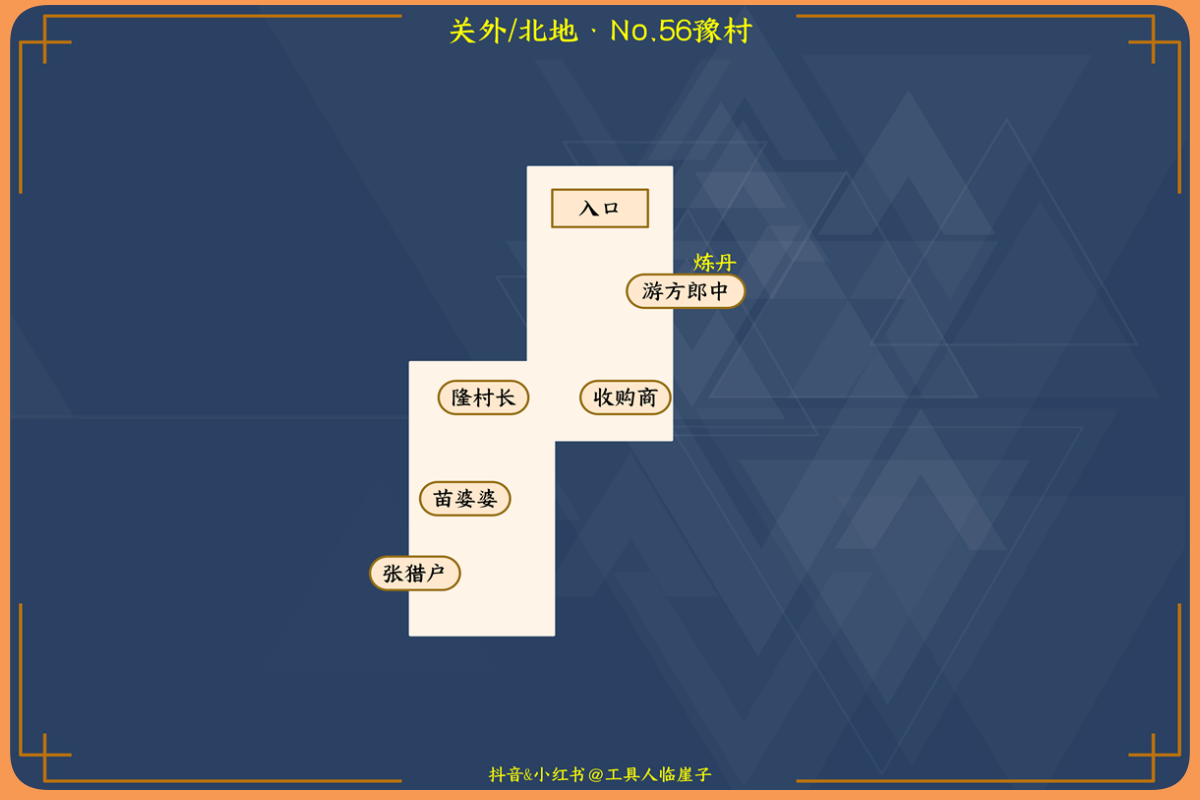 关外/北地 · No.56豫村
入口
炼丹
游方郎中
隆村长
收购商
苗婆婆
张猎户
抖音&小红书@工具人临崖子